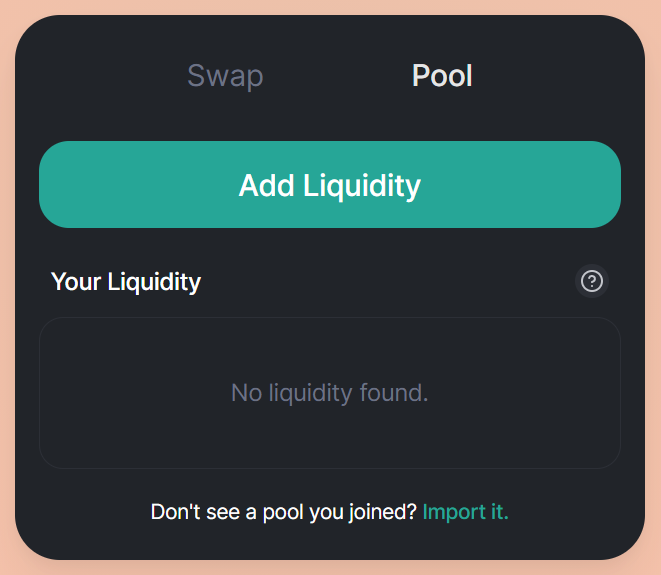 Swap Pool
Add Liquidity
Your Liquidity
No liquidity found.
Don't see a pool you joined? Import it.